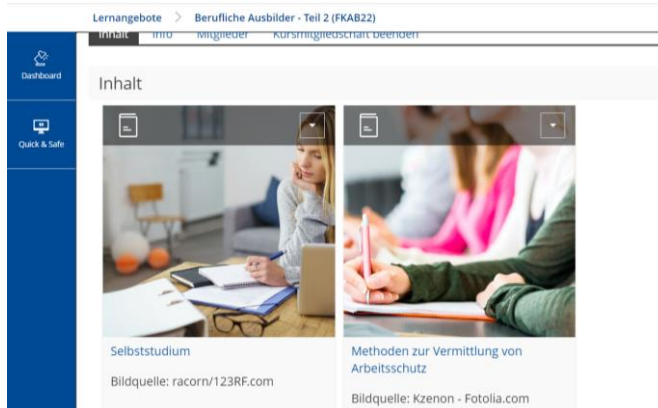 Lernangebote > Berufliche Ausbilder - Teil 2 (FKAB22)
Inhalt Info Mitglieder Kursmitgliedschaft beenden
Dashboard
Quick & Safe
Inhalt
Selbststudium
Bildquelle: racorn/123RF.com
Methoden zur Vermittlung von
Arbeitsschutz
Bildquelle: Kzenon - Fotolia.com